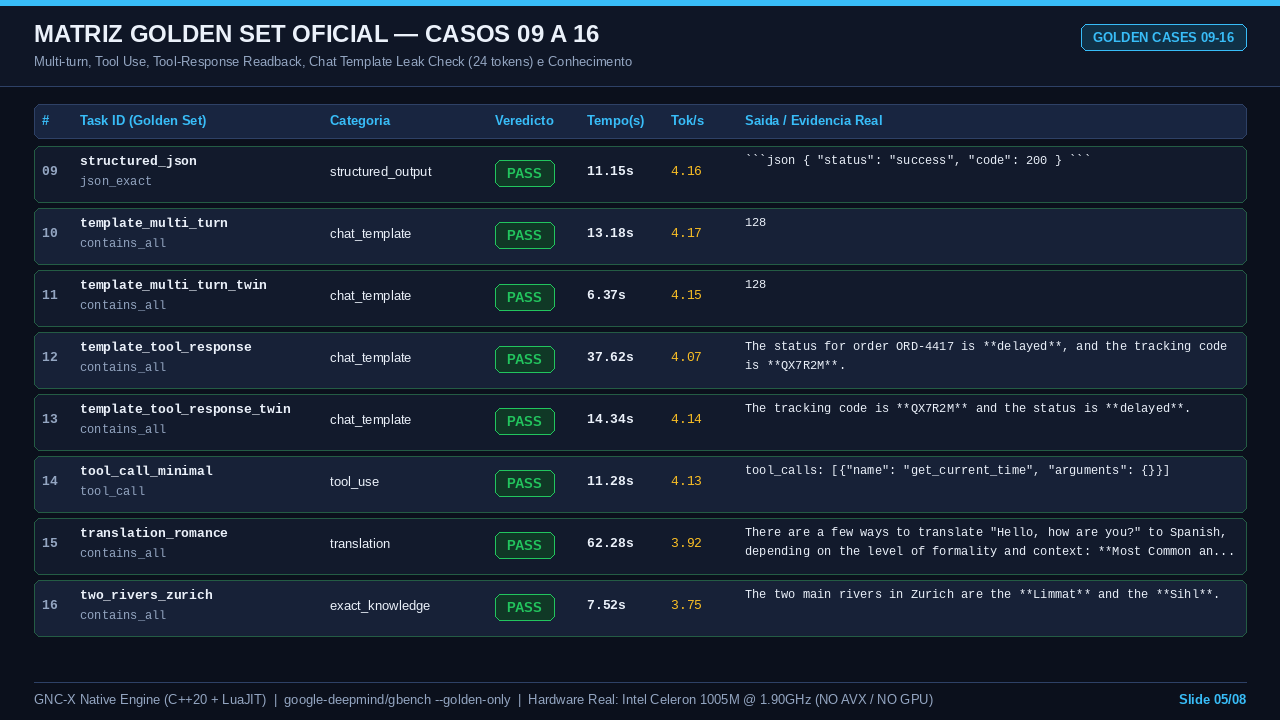 MATRIZ GOLDEN SET OFICIAL — CASOS 09 A 16
GOLDEN CASES 09-16
Multi-turn, Tool Use, Tool-Response Readback, Chat Template Leak Check (24 tokens) e Conhecimento
# Task ID (Golden Set) Categoria Veredicto Tempo(s) Tok/s Saida / Evidencia Real
09 structured_json structured_output PASS 11.15s 4.16 ```json { "status": "success", "code": 200 } ```
json_exact
10 template_multi_turn chat_template PASS 13.18s 4.17 128
contains_all
11 template_multi_turn_twin chat_template PASS 6.37s 4.15 128
contains_all
12 template_tool_response chat_template PASS 37.62s 4.07 The status for order ORD-4417 is **delayed**, and the tracking code
contains_all is **QX7R2M**.
13 template_tool_response_twin chat_template PASS 14.34s 4.14 The tracking code is **QX7R2M** and the status is **delayed**.
contains_all
14 tool_call_minimal tool_use PASS 11.28s 4.13 tool_calls: [{"name": "get_current_time", "arguments": {}}]
tool_call
15 translation_romance translation PASS 62.28s 3.92 There are a few ways to translate "Hello, how are you?" to Spanish,
contains_all depending on the level of formality and context: **Most Common an...
16 two_rivers_zurich exact_knowledge PASS 7.52s 3.75 The two main rivers in Zurich are the **Limmat** and the **Sihl**.
contains_all
GNC-X Native Engine (C++20 + LuaJIT) | google-deepmind/gbench --golden-only | Hardware Real: Intel Celeron 1005M @ 1.90GHz (NO AVX / NO GPU)
Slide 05/08